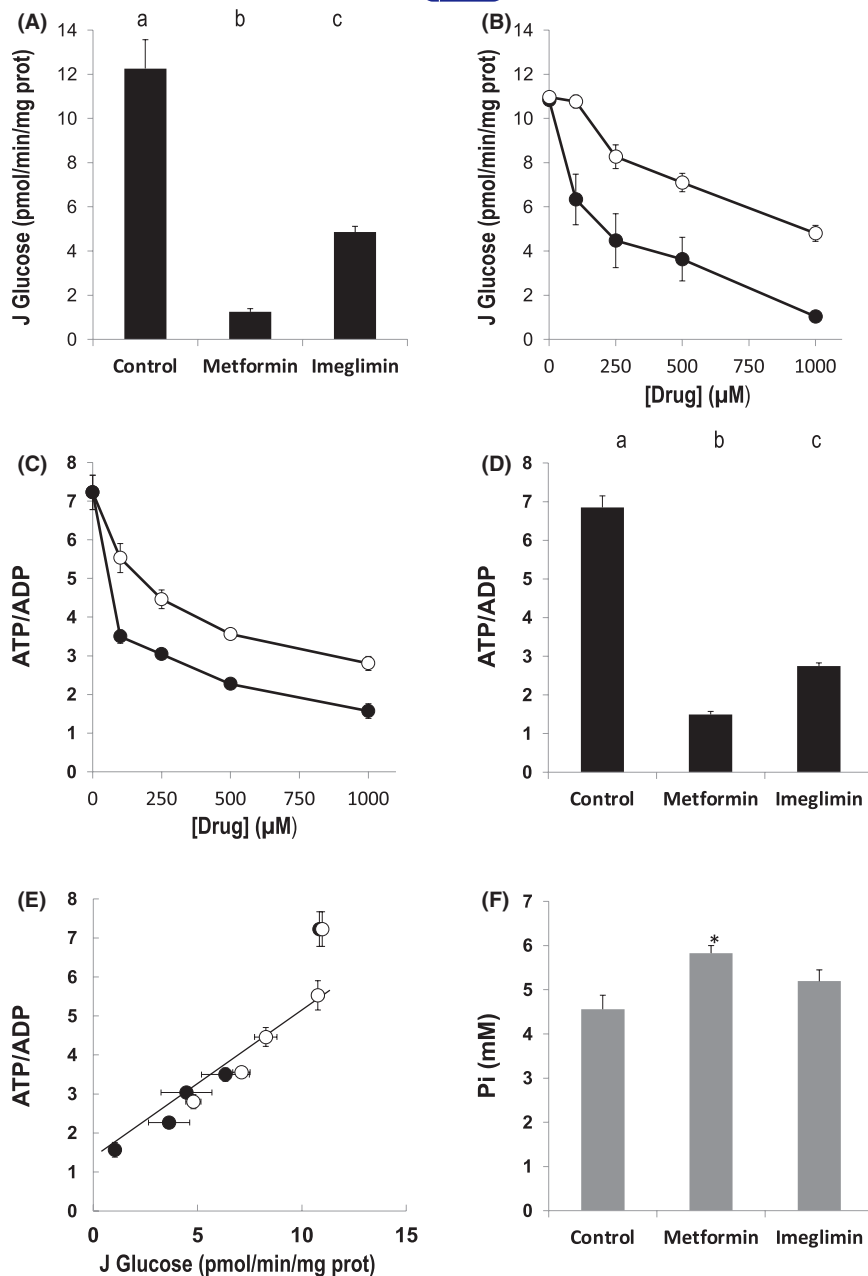 (A)
a b c
J Glucose (pmol/min/mg prot)
14
12
10
8
6
4
2
0
Control Metformin Imeglimin
(B)
J Glucose (pmol/min/mg prot)
14
12
10
8
6
4
2
0
0 250 500 750 1000
[Drug] (µM)
(C)
ATP/ADP
8
7
6
5
4
3
2
1
0
0 250 500 750 1000
[Drug] (µM)
(D)
a b c
ATP/ADP
8
7
6
5
4
3
2
1
0
Control Metformin Imeglimin
(E)
ATP/ADP
8
7
6
5
4
3
2
1
0
0 5 10 15
J Glucose (pmol/min/mg prot)
(F)
Pi (mM)
7
6
5
4
3
2
1
0
*
Control Metformin Imeglimin